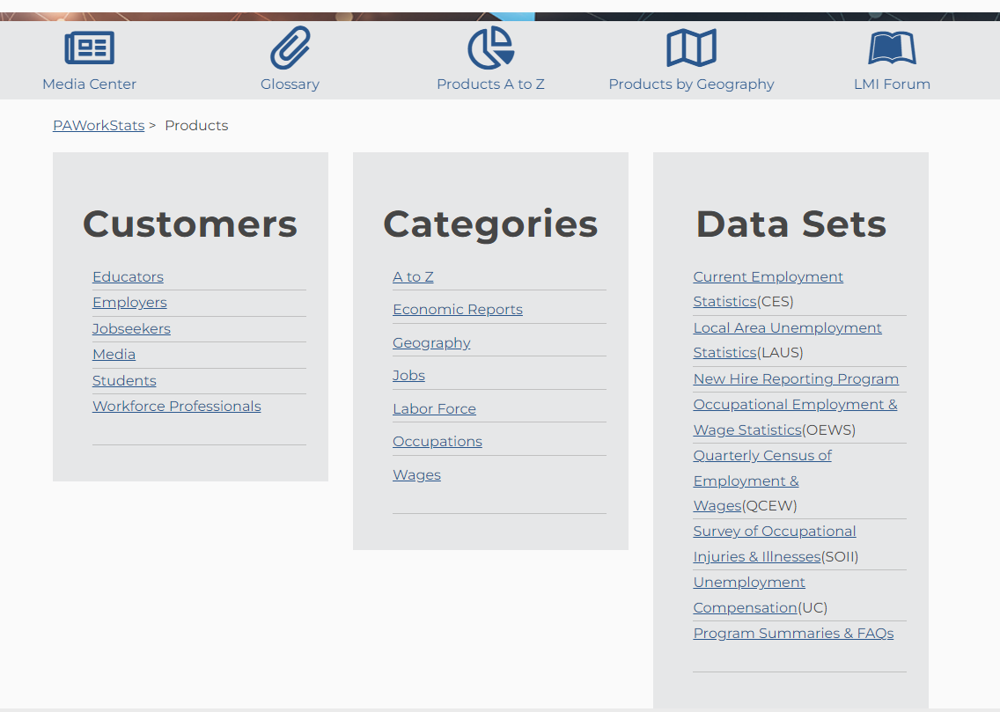 Media Center
Glossary
Products A to Z
Products by Geography
LMI Forum
PAWorkStats > Products
Customers
Educators
Employers
Jobseekers
Media
Students
Workforce Professionals
Categories
A to Z
Economic Reports
Geography
Jobs
Labor Force
Occupations
Wages
Data Sets
Current Employment
Statistics(CES)
Local Area Unemployment
Statistics(LAUS)
New Hire Reporting Program
Occupational Employment &
Wage Statistics(OEWS)
Quarterly Census of
Employment &
Wages(QCEW)
Survey of Occupational
Injuries & Illnesses(SOII)
Unemployment
Compensation(UC)
Program Summaries & FAQs